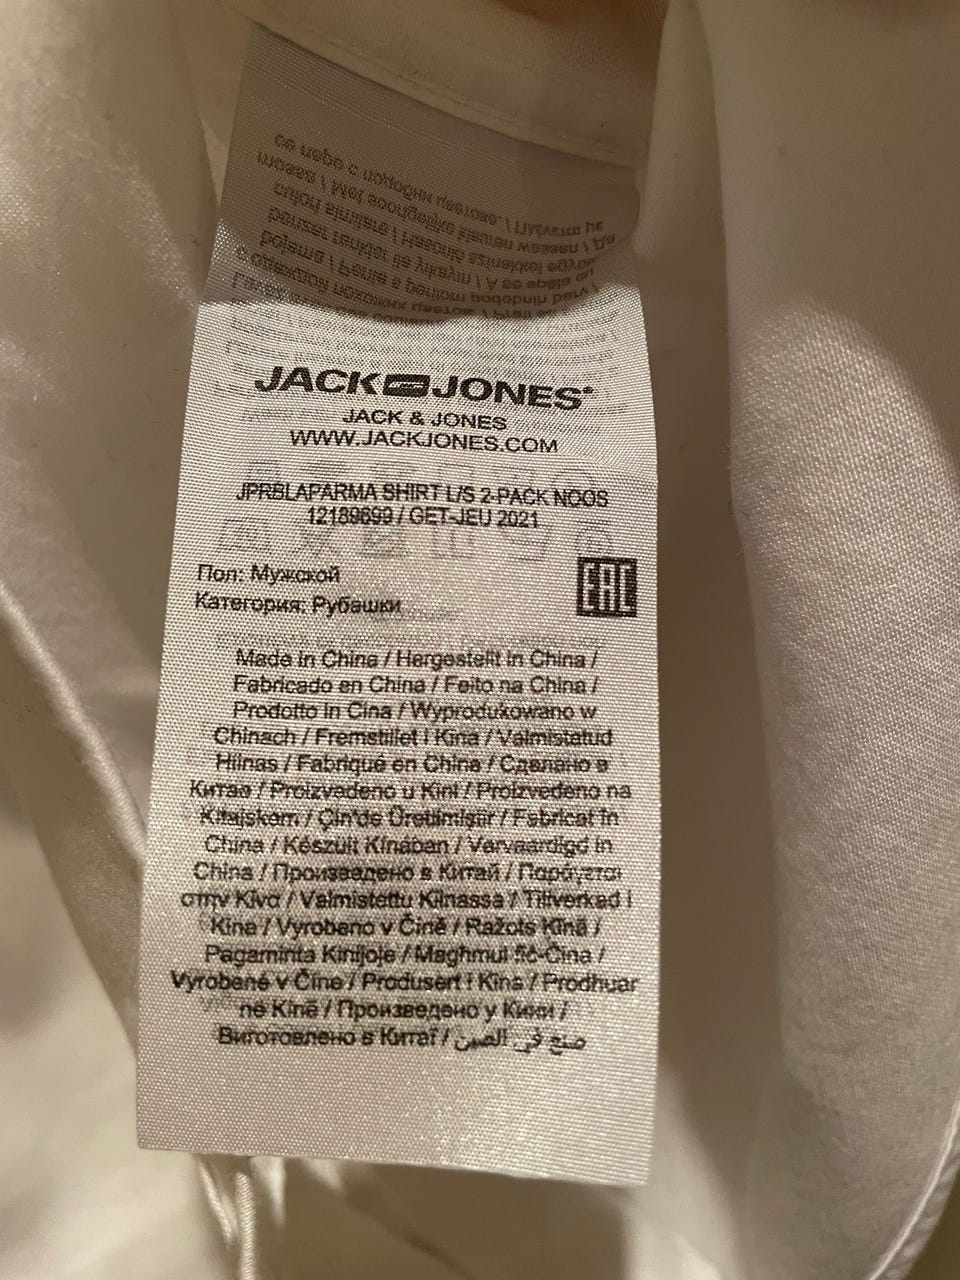 JACK JONES®
JACK & JONES
WWW.JACKJONES.COM
JPRBLAPARMA SHIRT L/S 2-PACK NOOS
12189699 / GET-JEU 2021
Пол: Мужской
Категория: Рубашки
EAC
Made in China / Hergestellt in China /
Fabricado en China / Feito na China /
Prodotto in Cina / Wyprodukowano w
Chinach / Fremstillet i Kina / Valmistatud
Hiinas / Fabriqué en Chine / Сделано в
Китае / Proizvedeno u Kini / Proizvedeno na
Kitajskem / Çin'de Üretilmiştir / Fabricat în
China / Készült Kínában / Vervaardigd in
China / Произведено в Китай / Παράγεται
στην Κίνα / Valmistettu Kiinassa / Tillverkad i
Kina / Vyrobeno v Číně / Ražots Ķīnā /
Pagaminta Kinijoje / Magħmul fiċ-Ċina /
Vyrobené v Číne / Produsert i Kina / Prodhuar
në Kinë / Произведено у Кини /
Виготовлено в Китаї / صنع في الصين